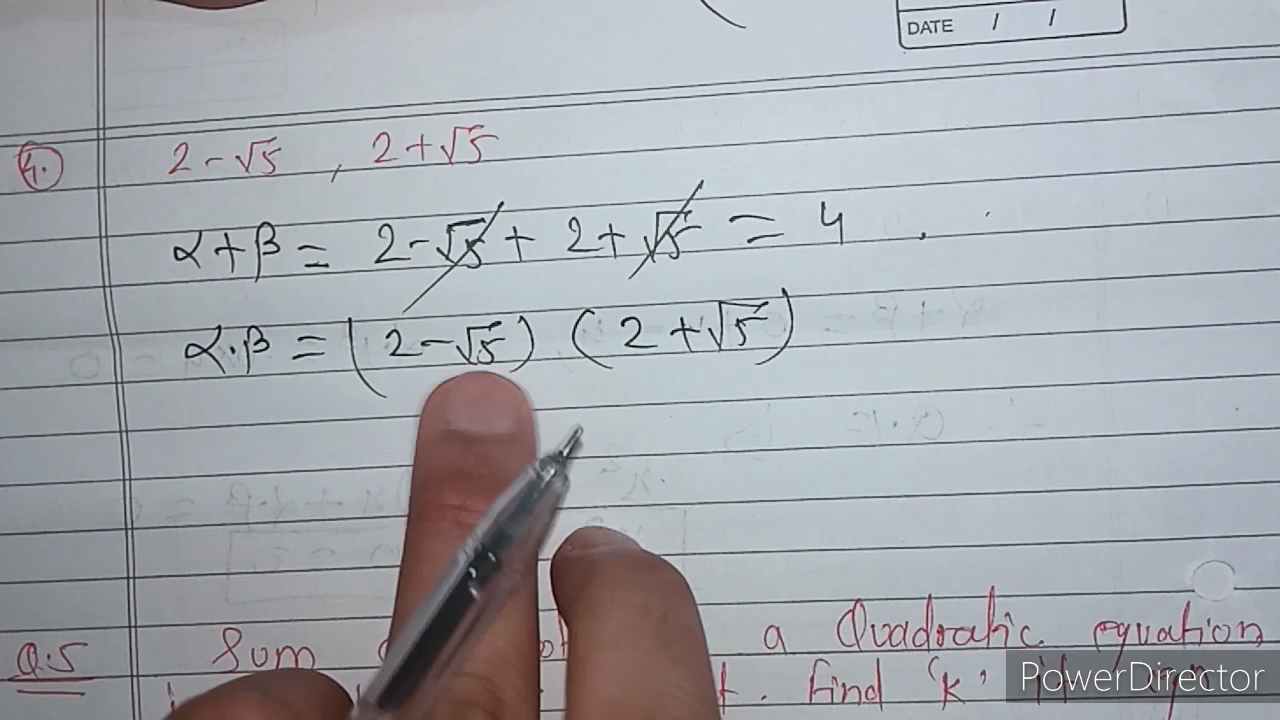 DATE / /
4. 2-√5 , 2+√5
α+β = 2-√5 + 2+√5 = 4 .
α.β = (2-√5) (2+√5)
Q.5 Sum a Quadratic equation
find 'k' if
PowerDirector